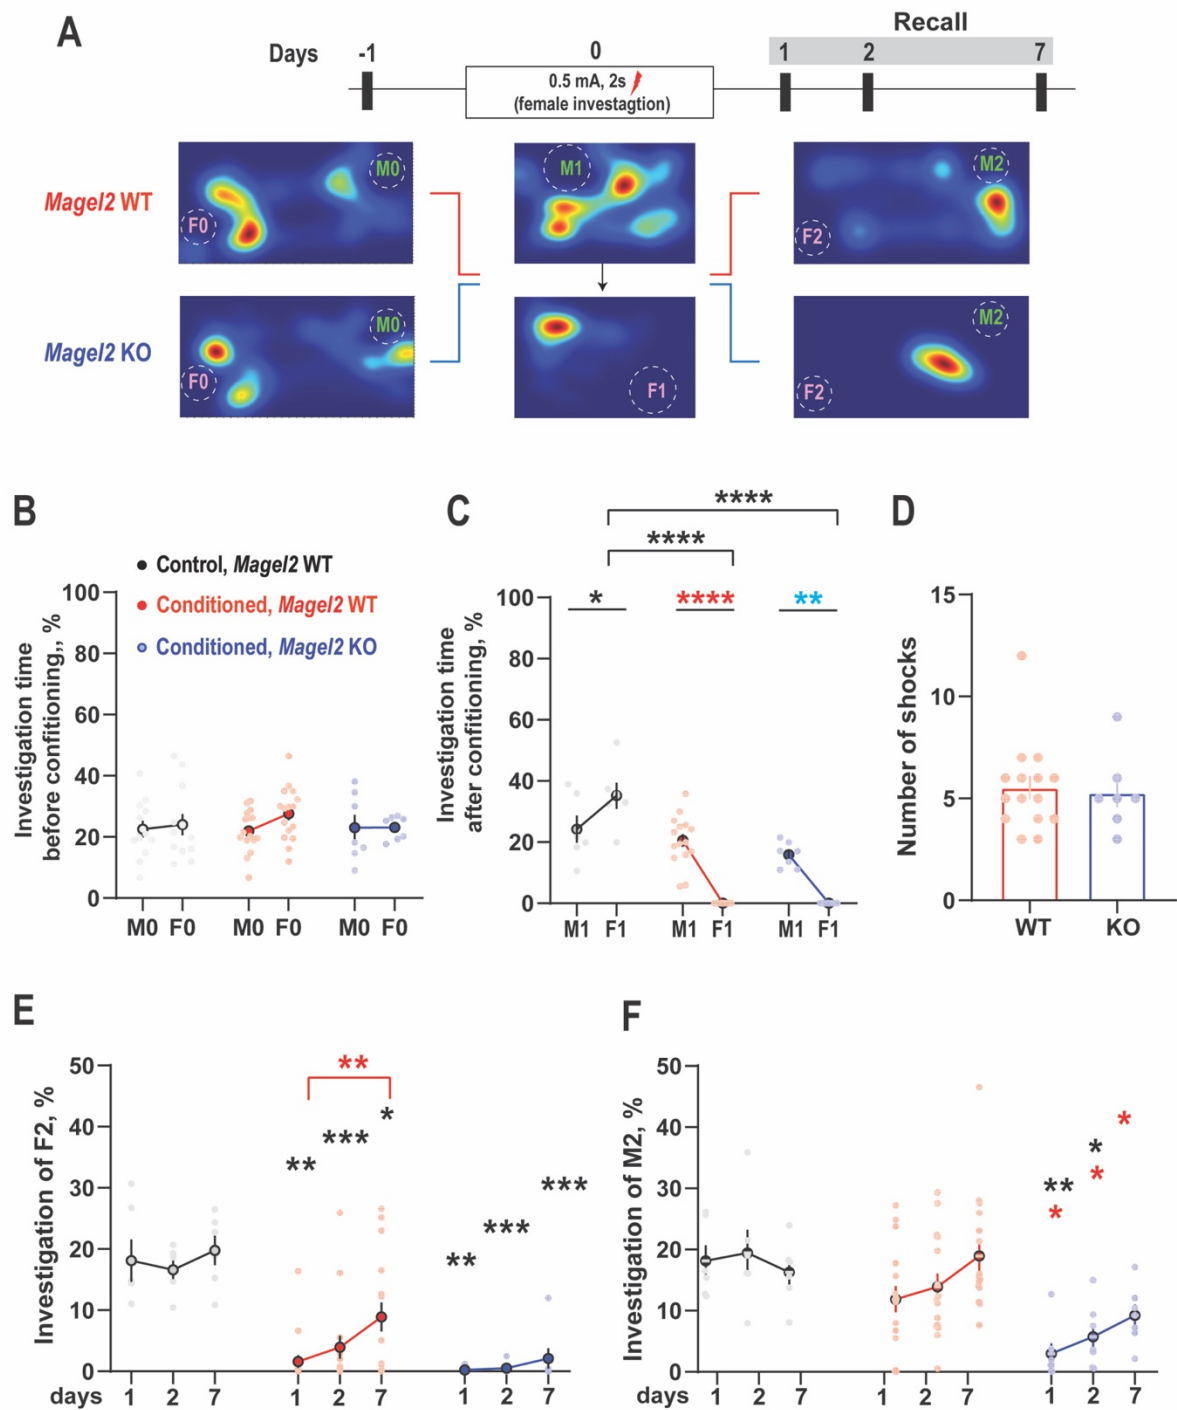 A
Recall
Days -1 0 1 2 7
0.5 mA, 2s
(female investagtion)
Magel2 WT
F0 M0
M1
F2 M2
Magel2 KO
F0 M0
F1
F2 M2
B
Control, Magel2 WT
Conditioned, Magel2 WT
Conditioned, Magel2 KO
Investigation time
before confitioning,, %
100
80
60
40
20
0
M0 F0 M0 F0 M0 F0
C
****
****
* **** **
Investigation time
after confitioning, %
100
80
60
40
20
0
M1 F1 M1 F1 M1 F1
D
Number of shocks
15
10
5
0
WT KO
E
Investigation of F2, %
50
40
30
20
10
0
**
*
***
**
***
***
**
days 1 2 7 1 2 7 1 2 7
F
Investigation of M2, %
50
40
30
20
10
0
*
*
*
**
*
days 1 2 7 1 2 7 1 2 7